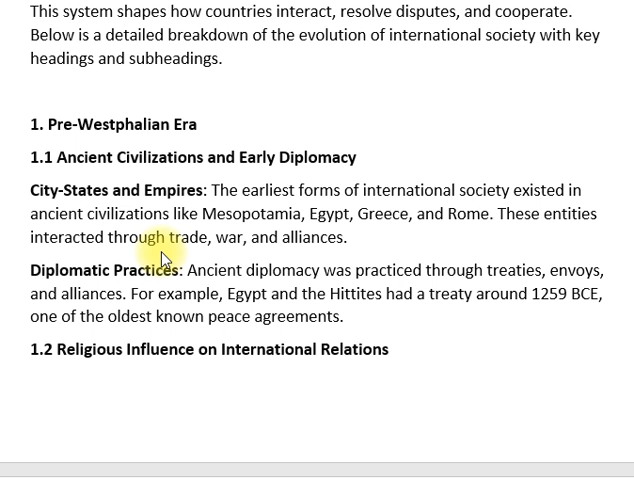 This system shapes how countries interact, resolve disputes, and cooperate.
Below is a detailed breakdown of the evolution of international society with key
headings and subheadings.
1. Pre-Westphalian Era
1.1 Ancient Civilizations and Early Diplomacy
City-States and Empires: The earliest forms of international society existed in
ancient civilizations like Mesopotamia, Egypt, Greece, and Rome. These entities
interacted through trade, war, and alliances.
Diplomatic Practices: Ancient diplomacy was practiced through treaties, envoys,
and alliances. For example, Egypt and the Hittites had a treaty around 1259 BCE,
one of the oldest known peace agreements.
1.2 Religious Influence on International Relations